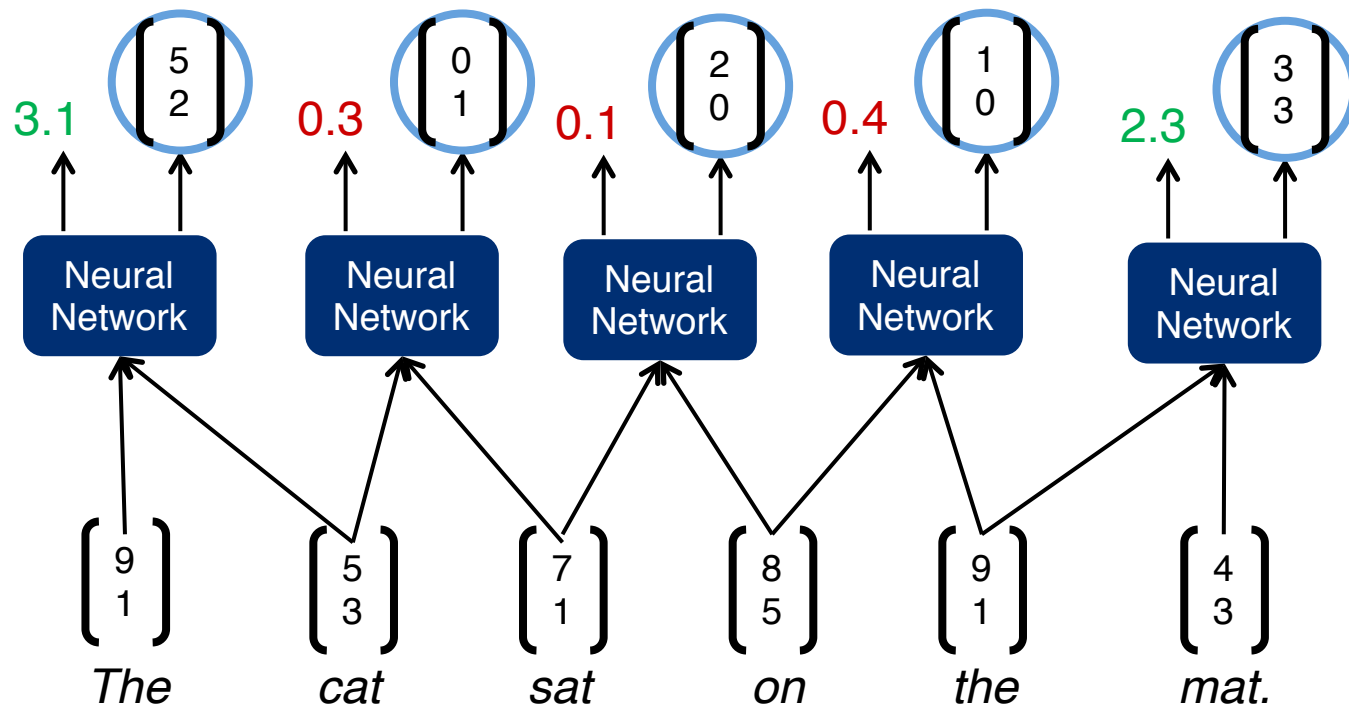 5 0 2 1 3
2 1 0 0 3
3.1 0.3 0.1 0.4 2.3
Neural Neural Neural Neural Neural
Network Network Network Network Network
9 5 7 8 9 4
1 3 1 5 1 3
The cat sat on the mat.